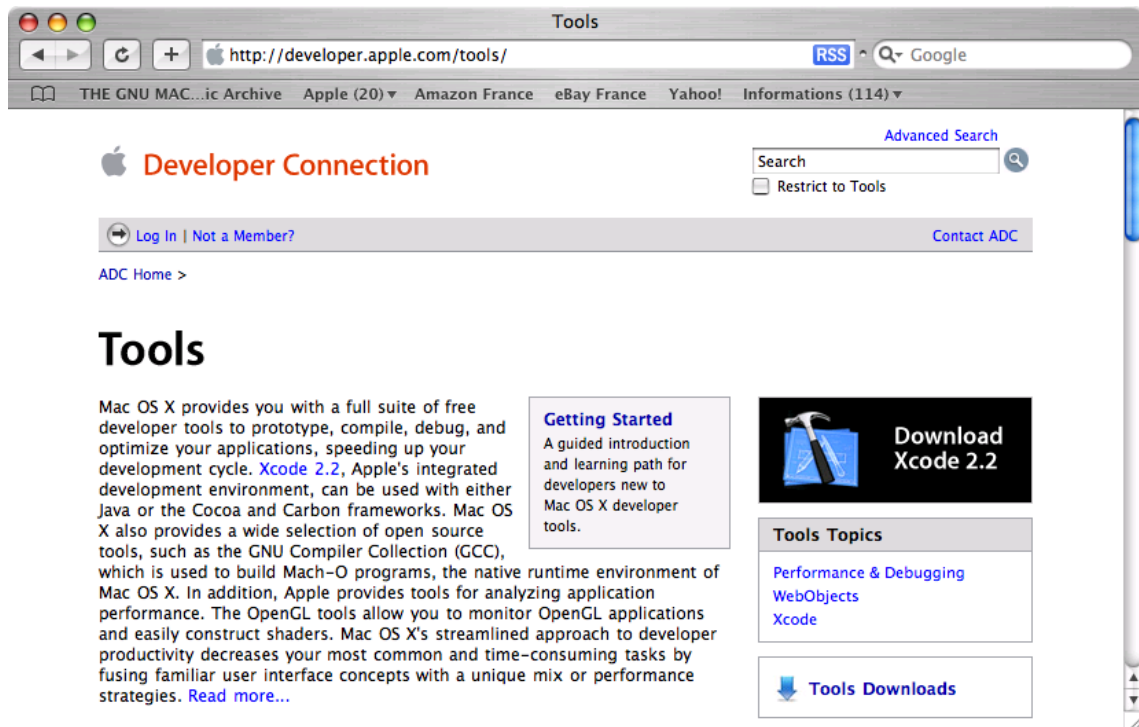 Tools
http://developer.apple.com/tools/
RSS
Google
THE GNU MAC...ic Archive Apple (20) Amazon France eBay France Yahoo! Informations (114)
Advanced Search
Developer Connection
Search
Restrict to Tools
Log In | Not a Member?
Contact ADC
ADC Home >
Tools
Mac OS X provides you with a full suite of free
developer tools to prototype, compile, debug, and
optimize your applications, speeding up your
development cycle. Xcode 2.2, Apple's integrated
development environment, can be used with either
Java or the Cocoa and Carbon frameworks. Mac OS
X also provides a wide selection of open source
tools, such as the GNU Compiler Collection (GCC),
which is used to build Mach-O programs, the native runtime environment of
Mac OS X. In addition, Apple provides tools for analyzing application
performance. The OpenGL tools allow you to monitor OpenGL applications
and easily construct shaders. Mac OS X's streamlined approach to developer
productivity decreases your most common and time-consuming tasks by
fusing familiar user interface concepts with a unique mix or performance
strategies. Read more...
Getting Started
A guided introduction
and learning path for
developers new to
Mac OS X developer
tools.
Download
Xcode 2.2
Tools Topics
Performance & Debugging
WebObjects
Xcode
Tools Downloads